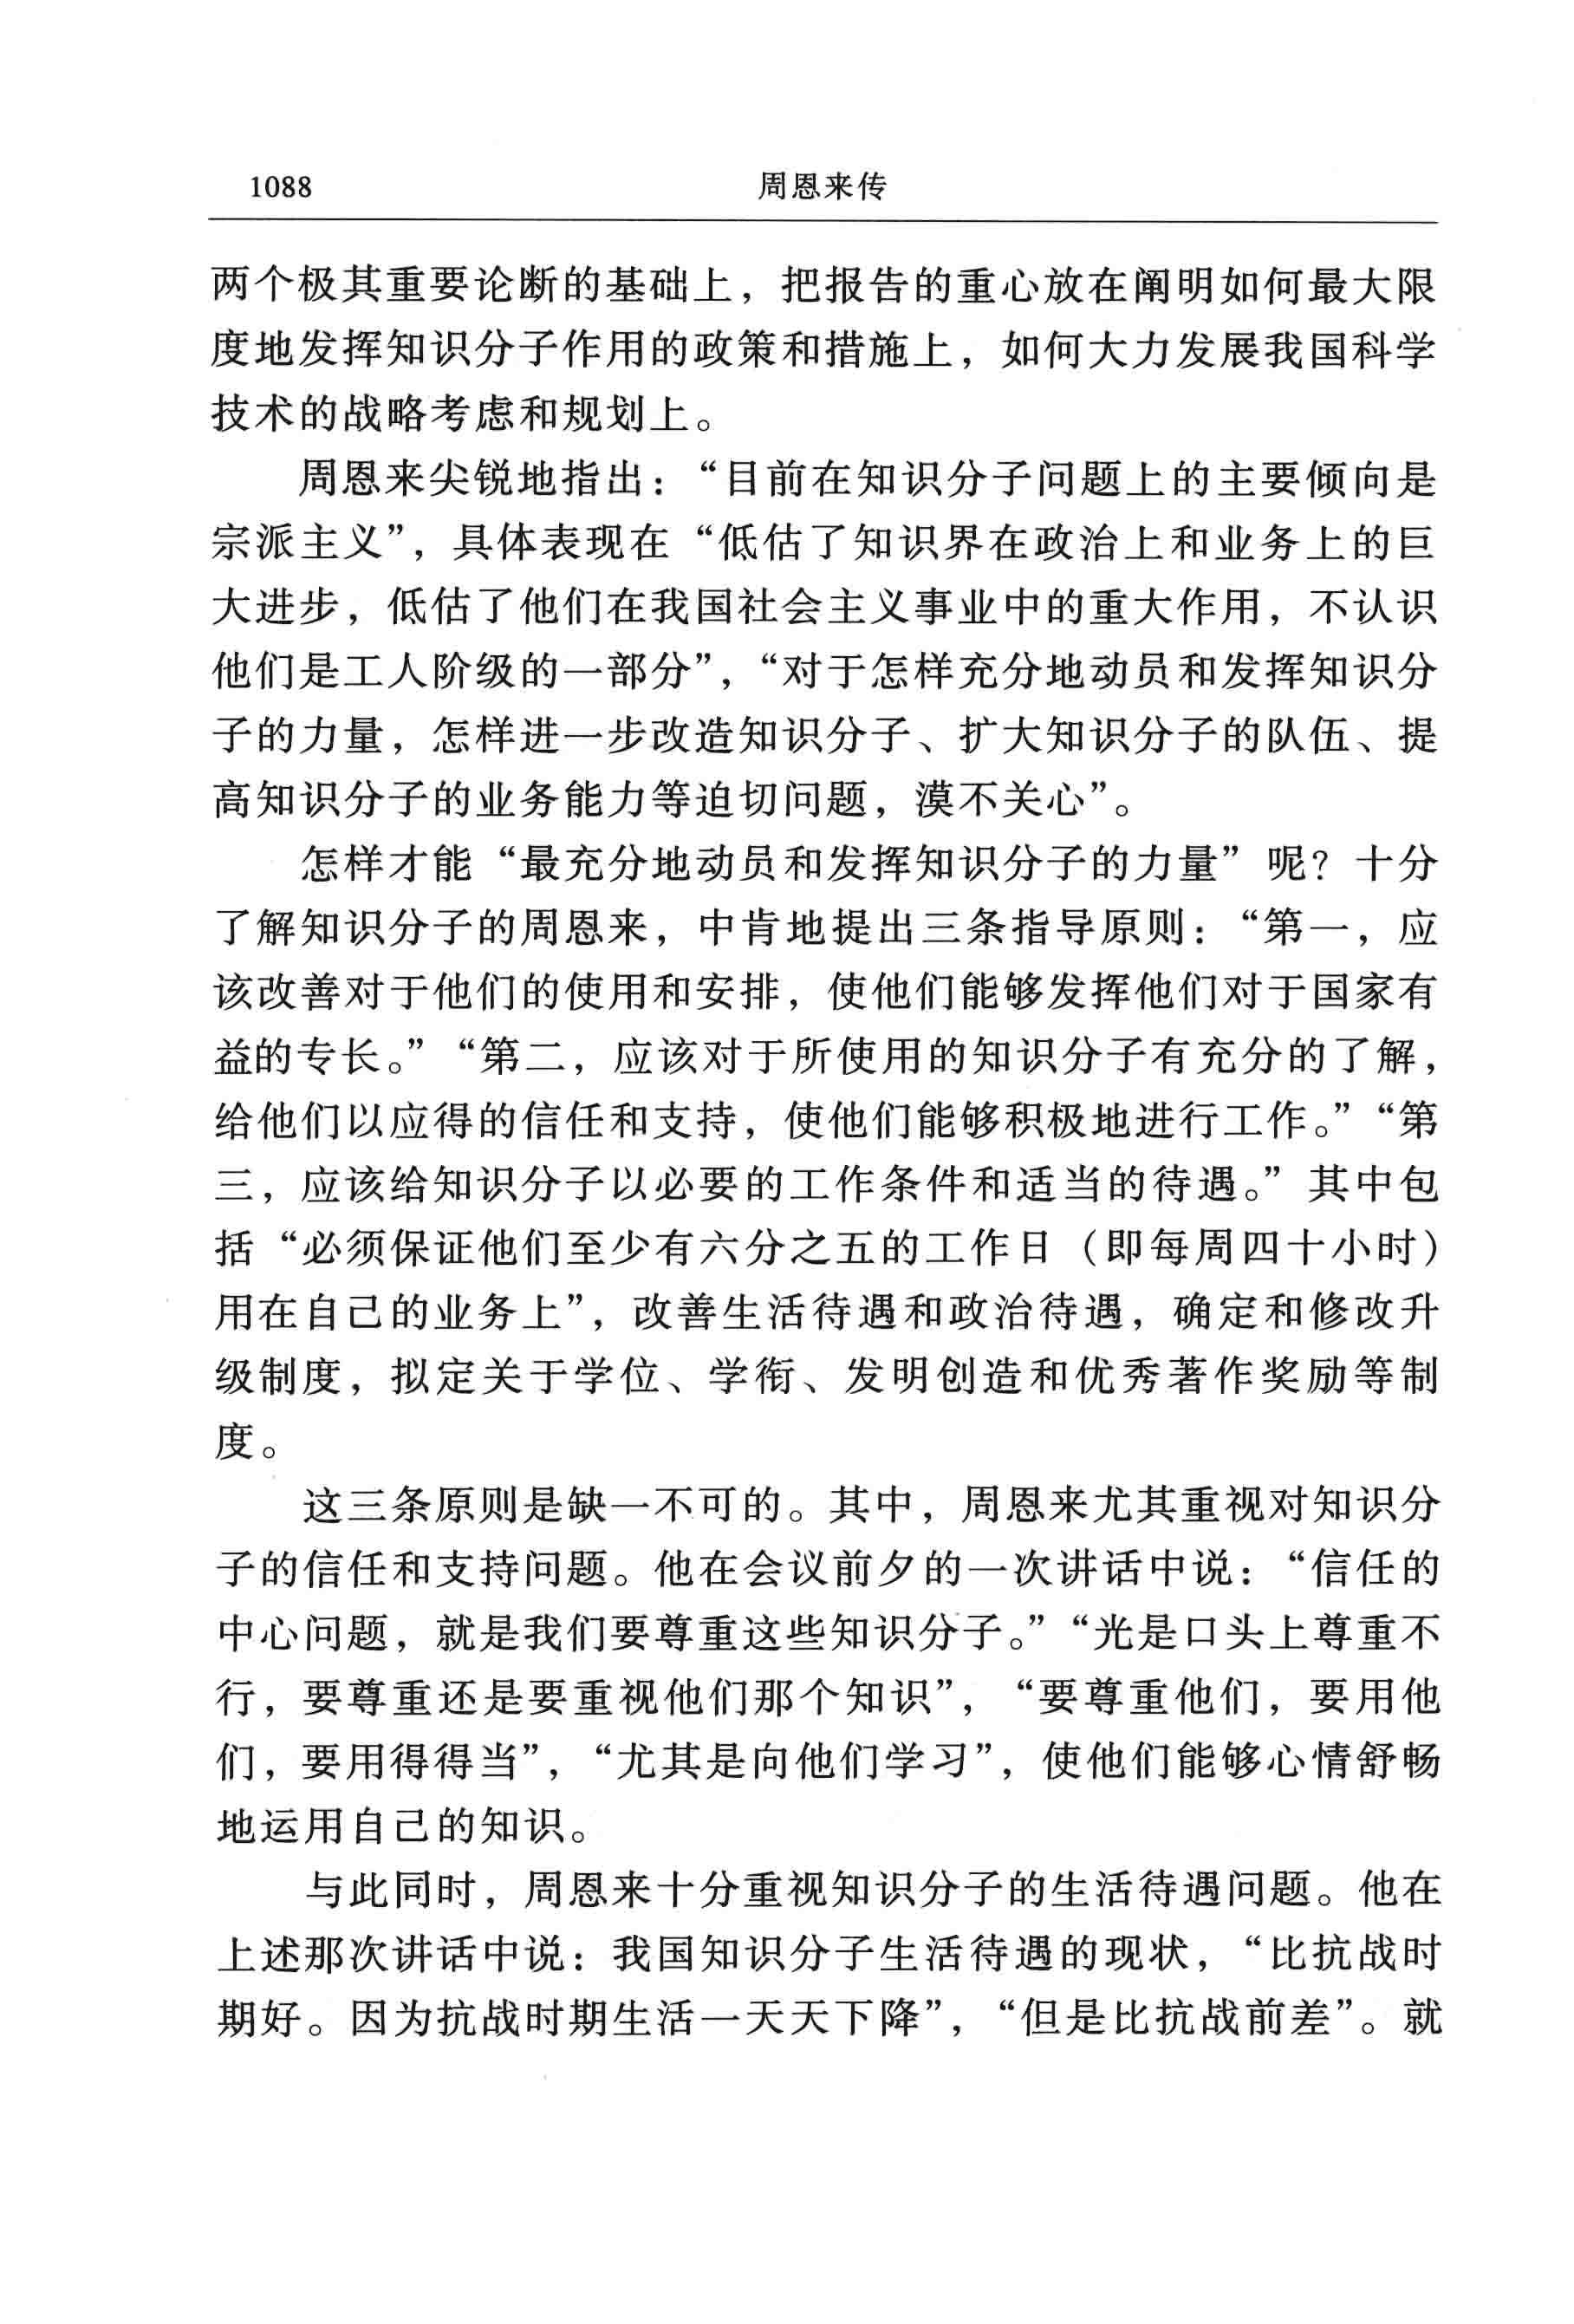 1088 周恩来传
两个极其重要论断的基础上，把报告的重心放在阐明如何最大限
度地发挥知识分子作用的政策和措施上，如何大力发展我国科学
技术的战略考虑和规划上。
周恩来尖锐地指出：“目前在知识分子问题上的主要倾向是
宗派主义”，具体表现在“低估了知识界在政治上和业务上的巨
大进步，低估了他们在我国社会主义事业中的重大作用，不认识
他们是工人阶级的一部分”，“对于怎样充分地动员和发挥知识分
子的力量，怎样进一步改造知识分子、扩大知识分子的队伍、提
高知识分子的业务能力等迫切问题，漠不关心”。
怎样才能“最充分地动员和发挥知识分子的力量”呢？十分
了解知识分子的周恩来，中肯地提出三条指导原则：“第一，应
该改善对于他们的使用和安排，使他们能够发挥他们对于国家有
益的专长。”“第二，应该对于所使用的知识分子有充分的了解，
给他们以应得的信任和支持，使他们能够积极地进行工作。”“第
三，应该给知识分子以必要的工作条件和适当的待遇。”其中包
括“必须保证他们至少有六分之五的工作日（即每周四十小时）
用在自己的业务上”，改善生活待遇和政治待遇，确定和修改升
级制度，拟定关于学位、学衔、发明创造和优秀著作奖励等制
度。
这三条原则是缺一不可的。其中，周恩来尤其重视对知识分
子的信任和支持问题。他在会议前夕的一次讲话中说：“信任的
中心问题，就是我们要尊重这些知识分子。”“光是口头上尊重不
行，要尊重还是要重视他们那个知识”，“要尊重他们，要用他
们，要用得得当”，“尤其是向他们学习”，使他们能够心情舒畅
地运用自己的知识。
与此同时，周恩来十分重视知识分子的生活待遇问题。他在
上述那次讲话中说：我国知识分子生活待遇的现状，“比抗战时
期好。因为抗战时期生活一天天下降”，“但是比抗战前差”。就